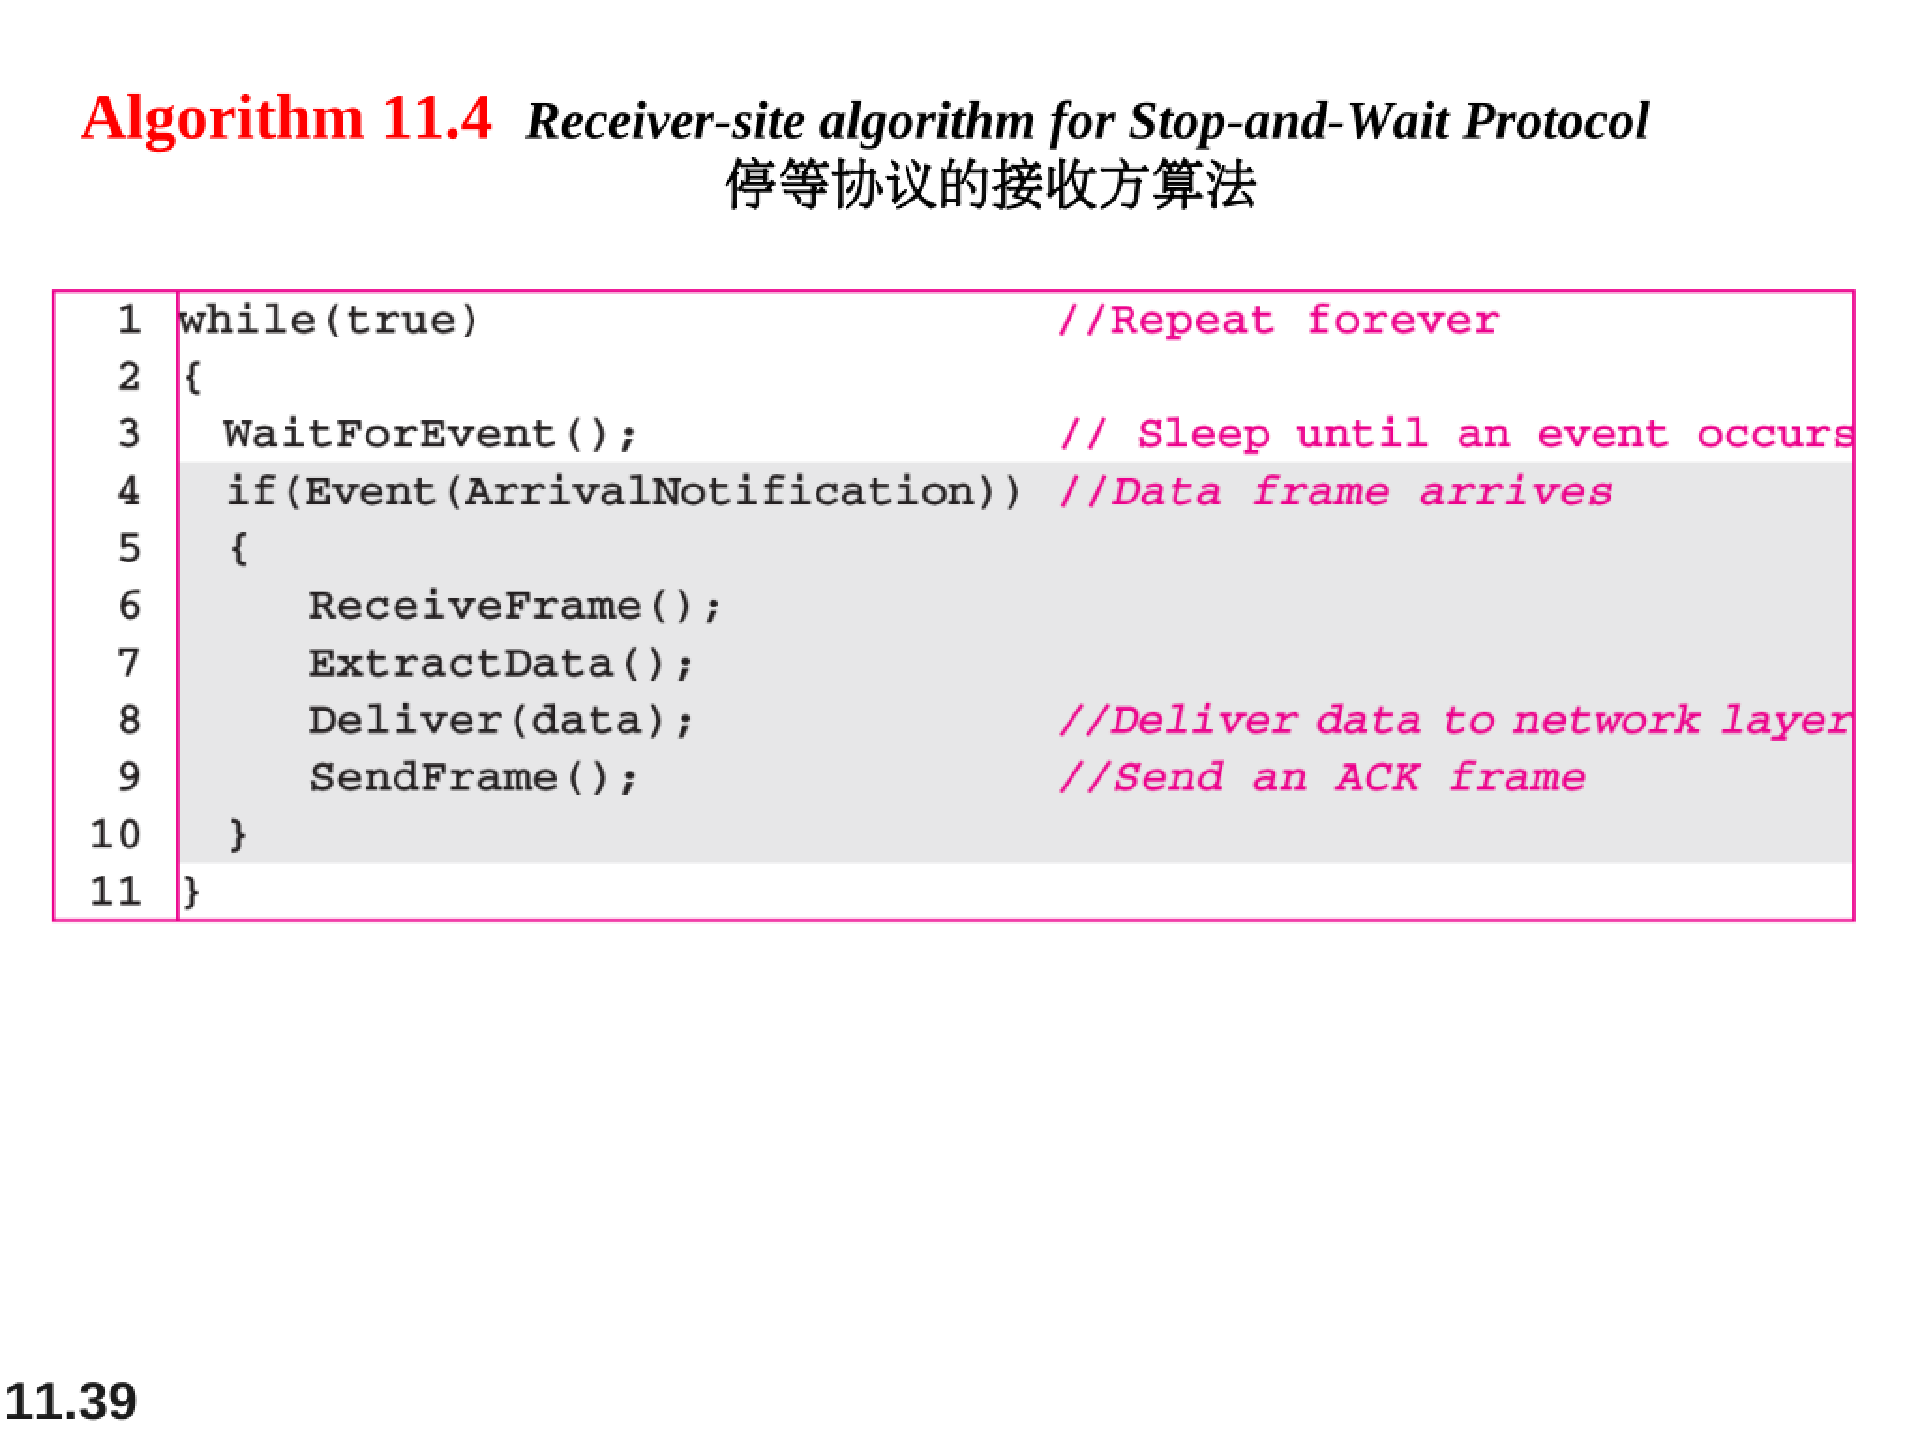 Algorithm 11.4 Receiver-site algorithm for Stop-and-Wait Protocol
停等协议的接收方算法
1 while(true) //Repeat forever
2 {
3 WaitForEvent(); // Sleep until an event occurs
4 if(Event(ArrivalNotification)) //Data frame arrives
5 {
6 ReceiveFrame();
7 ExtractData();
8 Deliver(data); //Deliver data to network layer
9 SendFrame(); //Send an ACK frame
10 }
11 }
11.39